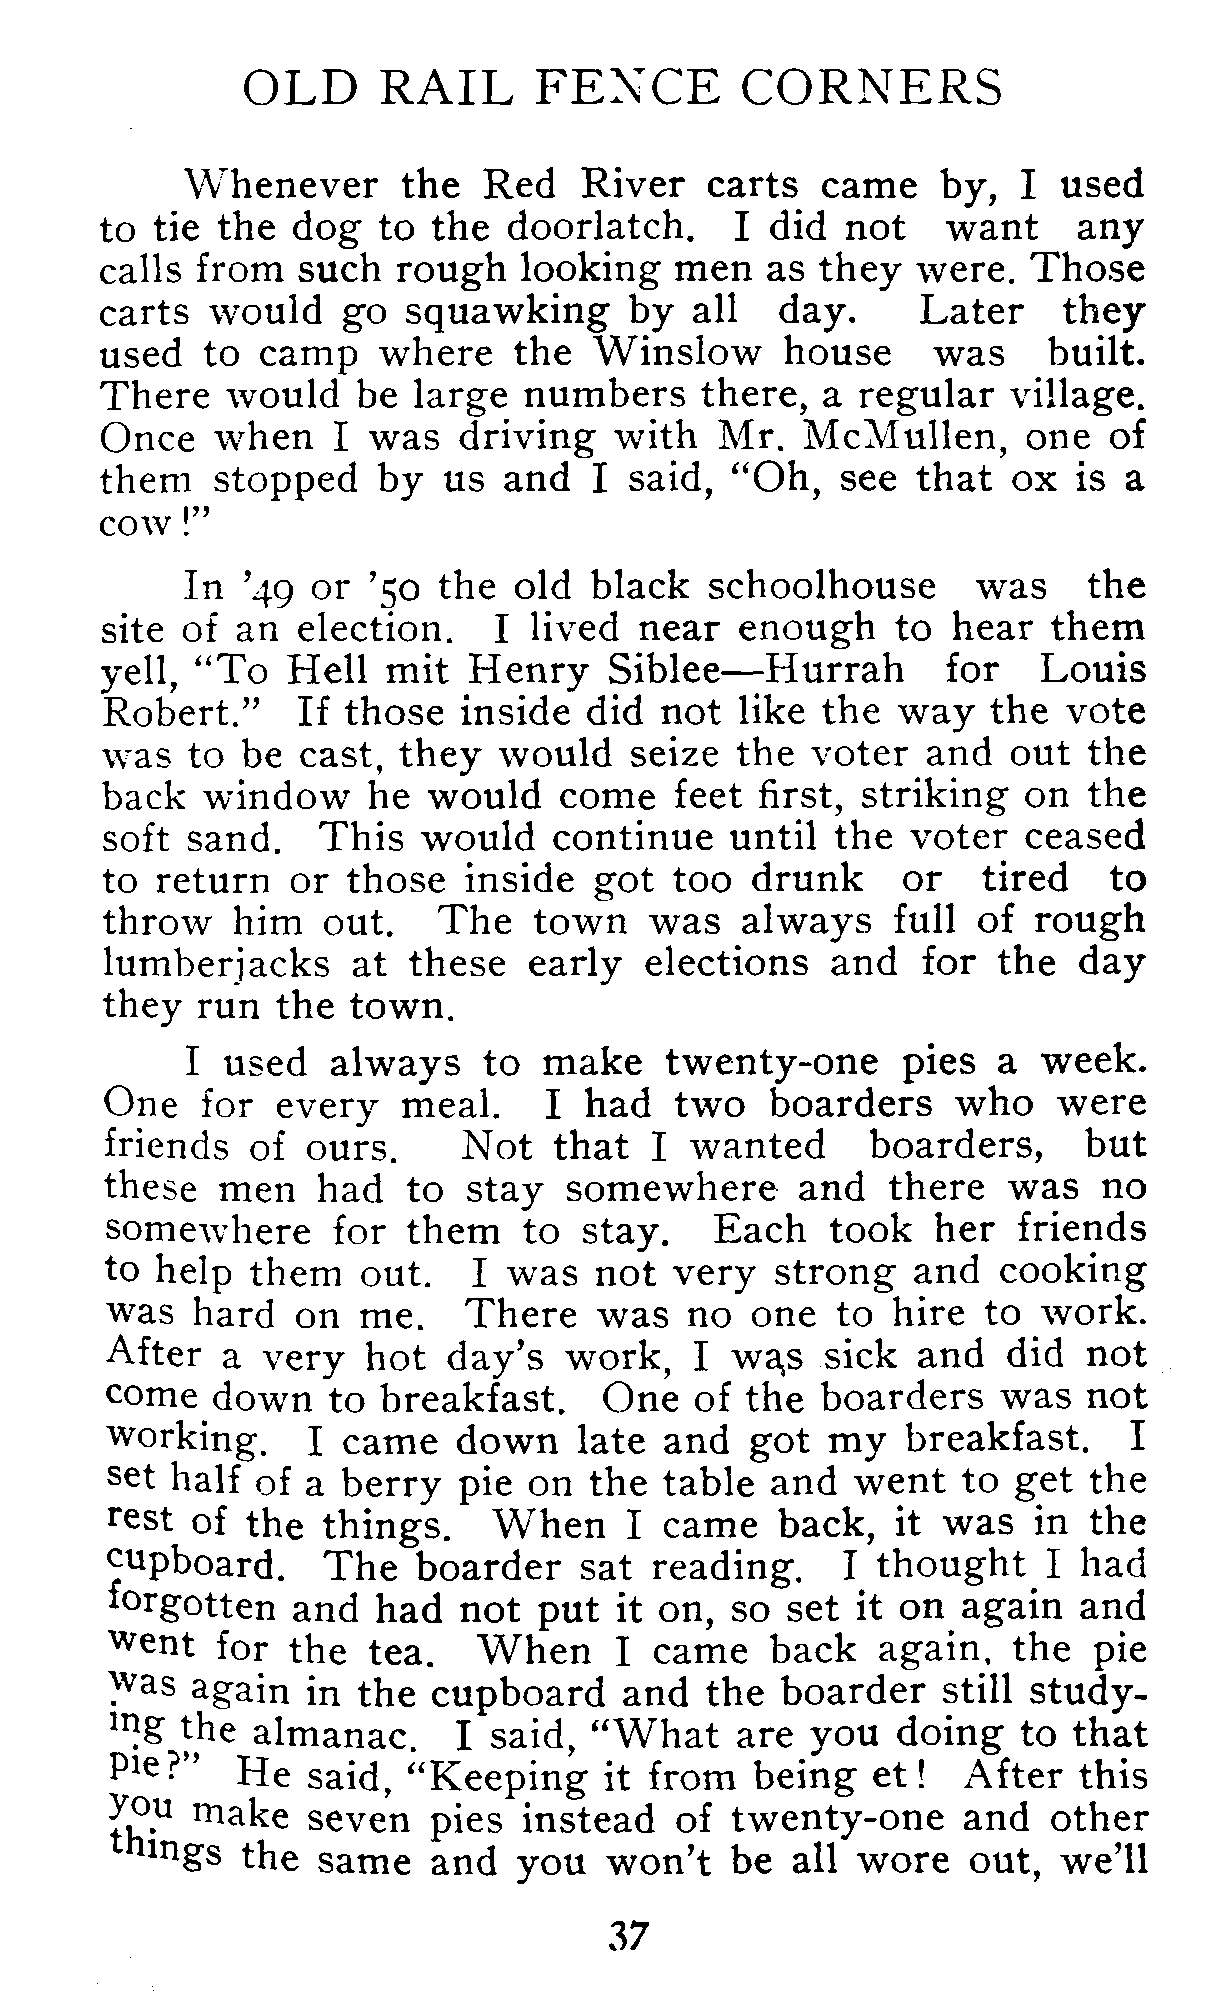 OLD RAIL FENCE CORNERS
Whenever the Red River carts came by, I used
to tie the dog to the doorlatch. I did not want any
calls from such rough looking men as they were. Those
carts would go squawking by all day. Later they
used to camp where the Winslow house was built.
There would be large numbers there, a regular village.
Once when I was driving with Mr. McMullen, one of
them stopped by us and I said, “Oh, see that ox is a
cow!”
In ’49 or ’50 the old black schoolhouse was the
site of an election. I lived near enough to hear them
yell, “To Hell mit Henry Siblee—Hurrah for Louis
Robert.” If those inside did not like the way the vote
was to be cast, they would seize the voter and out the
back window he would come feet first, striking on the
soft sand. This would continue until the voter ceased
to return or those inside got too drunk or tired to
throw him out. The town was always full of rough
lumberjacks at these early elections and for the day
they run the town.
I used always to make twenty-one pies a week.
One for every meal. I had two boarders who were
friends of ours. Not that I wanted boarders, but
these men had to stay somewhere and there was no
somewhere for them to stay. Each took her friends
to help them out. I was not very strong and cooking
was hard on me. There was no one to hire to work.
After a very hot day’s work, I was sick and did not
come down to breakfast. One of the boarders was not
working. I came down late and got my breakfast. I
set half of a berry pie on the table and went to get the
rest of the things. When I came back, it was in the
cupboard. The boarder sat reading. I thought I had
forgotten and had not put it on, so set it on again and
went for the tea. When I came back again, the pie
was again in the cupboard and the boarder still study-
ing the almanac. I said, “What are you doing to that
pie?” He said, “Keeping it from being et! After this
you make seven pies instead of twenty-one and other
things the same and you won’t be all wore out, we’ll
37